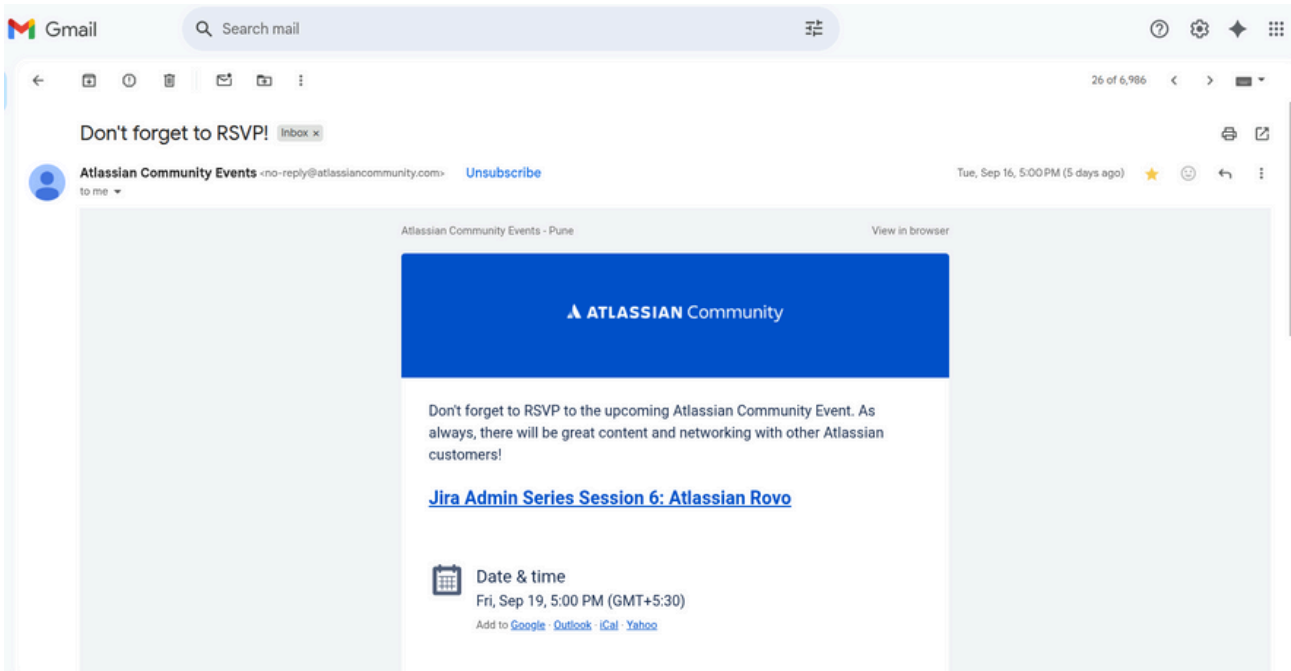 Gmail
Search mail
26 of 6,986
Don't forget to RSVP! Inbox x
Atlassian Community Events <no-reply@atlassiancommunity.com> Unsubscribe
Tue, Sep 16, 5:00 PM (5 days ago)
to me
Atlassian Community Events - Pune
View in browser
ATLASSIAN Community
Don't forget to RSVP to the upcoming Atlassian Community Event. As
always, there will be great content and networking with other Atlassian
customers!
Jira Admin Series Session 6: Atlassian Rovo
Date & time
Fri, Sep 19, 5:00 PM (GMT+5:30)
Add to Google · Outlook · iCal · Yahoo